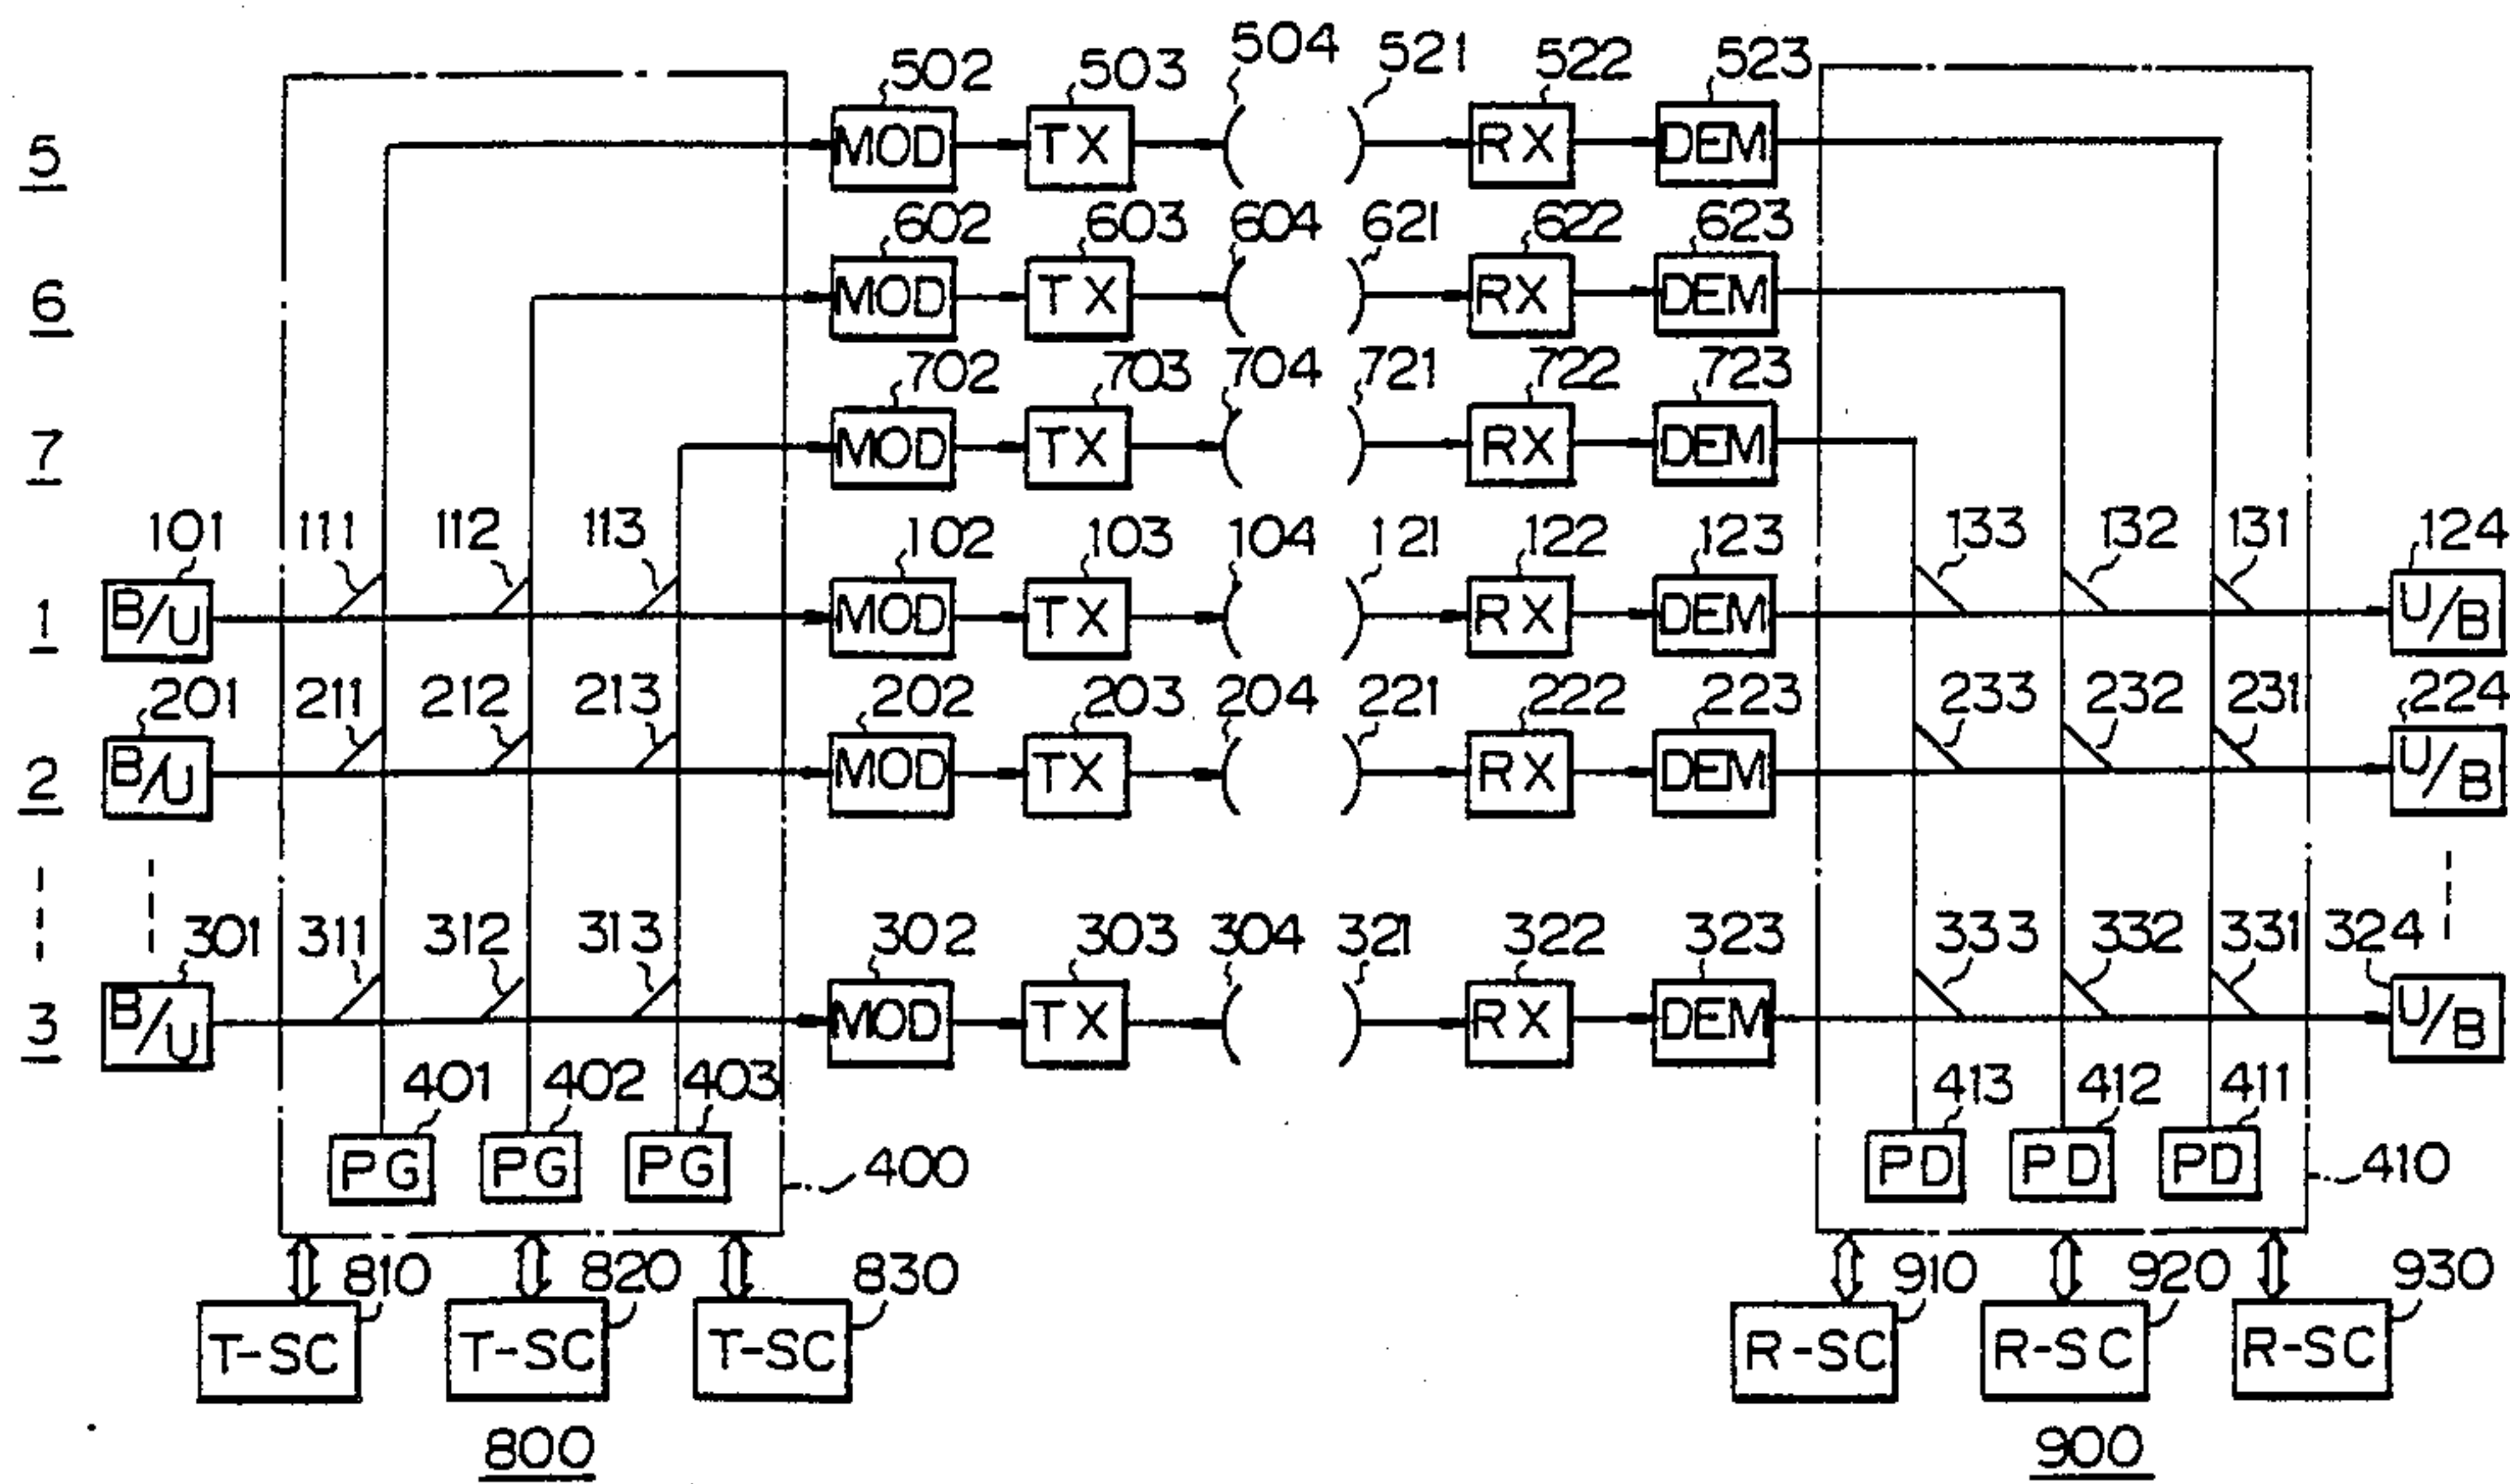 502 503 504 521 522 523
5 MOD TX RX DEM
602 603 604 621 622 623
6 MOD TX RX DEM
702 703 704 721 722 723
7 MOD TX RX DEM
101 111 112 113 102 103 104 121 122 123 133 132 131 124
1 B/U MOD TX RX DEM U/B
201 211 212 213 202 203 204 221 222 223 233 232 231 224
2 B/U MOD TX RX DEM U/B
301 311 312 313 302 303 304 321 322 323 333 332 331 324
3 B/U MOD TX RX DEM U/B
401 402 403 413 412 411
PG PG PG 400 PD PD PD 410
810 820 830 910 920 930
T-SC T-SC T-SC R-SC R-SC R-SC
800 900